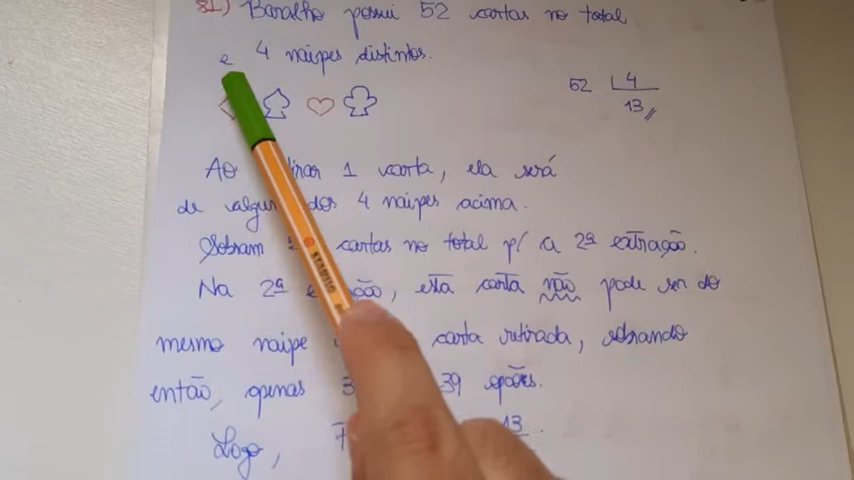 81) Baralho possui 52 cartas no total
e 4 naipes distintos.
52 4
13
Ao 1 carta, ela será
de algum dos 4 naipes acima.
Sobram cartas no total p/ a 2ª extração.
Na 2ª esta carta não pode ser do
mesmo naipe carta retirada, sobrando
então, apenas 39 opções.
Logo, 13
STABILO